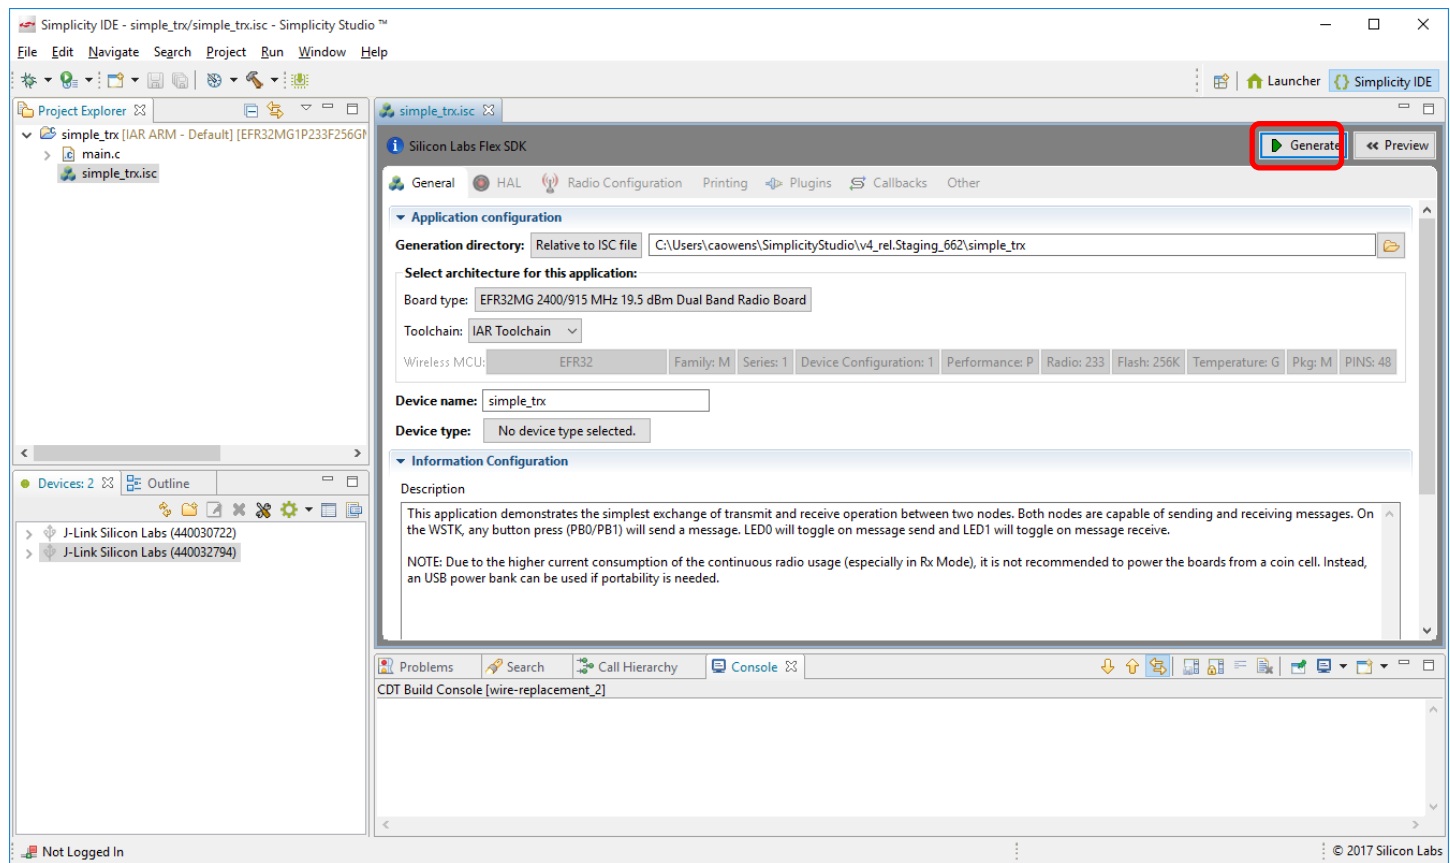 Simplicity IDE - simple_trx/simple_trx.isc - Simplicity Studio ™
File Edit Navigate Search Project Run Window Help
Launcher Simplicity IDE
Project Explorer
simple_trx [IAR ARM - Default] [EFR32MG1P233F256GM
main.c
simple_trx.isc
Devices: 2 Outline
J-Link Silicon Labs (440030722)
J-Link Silicon Labs (440032794)
simple_trx.isc
Silicon Labs Flex SDK
Generate Preview
General HAL Radio Configuration Printing Plugins Callbacks Other
Application configuration
Generation directory: Relative to ISC file C:\Users\caowens\SimplicityStudio\v4_rel.Staging_662\simple_trx
Select architecture for this application:
Board type: EFR32MG 2400/915 MHz 19.5 dBm Dual Band Radio Board
Toolchain: IAR Toolchain
Wireless MCU: EFR32 Family: M Series: 1 Device Configuration: 1 Performance: P Radio: 233 Flash: 256K Temperature: G Pkg: M PINS: 48
Device name: simple_trx
Device type: No device type selected.
Information Configuration
Description
This application demonstrates the simplest exchange of transmit and receive operation between two nodes. Both nodes are capable of sending and receiving messages. On
the WSTK, any button press (PB0/PB1) will send a message. LED0 will toggle on message send and LED1 will toggle on message receive.
NOTE: Due to the higher current consumption of the continuous radio usage (especially in Rx Mode), it is not recommended to power the boards from a coin cell. Instead,
an USB power bank can be used if portability is needed.
Problems Search Call Hierarchy Console
CDT Build Console [wire-replacement_2]
Not Logged In
© 2017 Silicon Labs